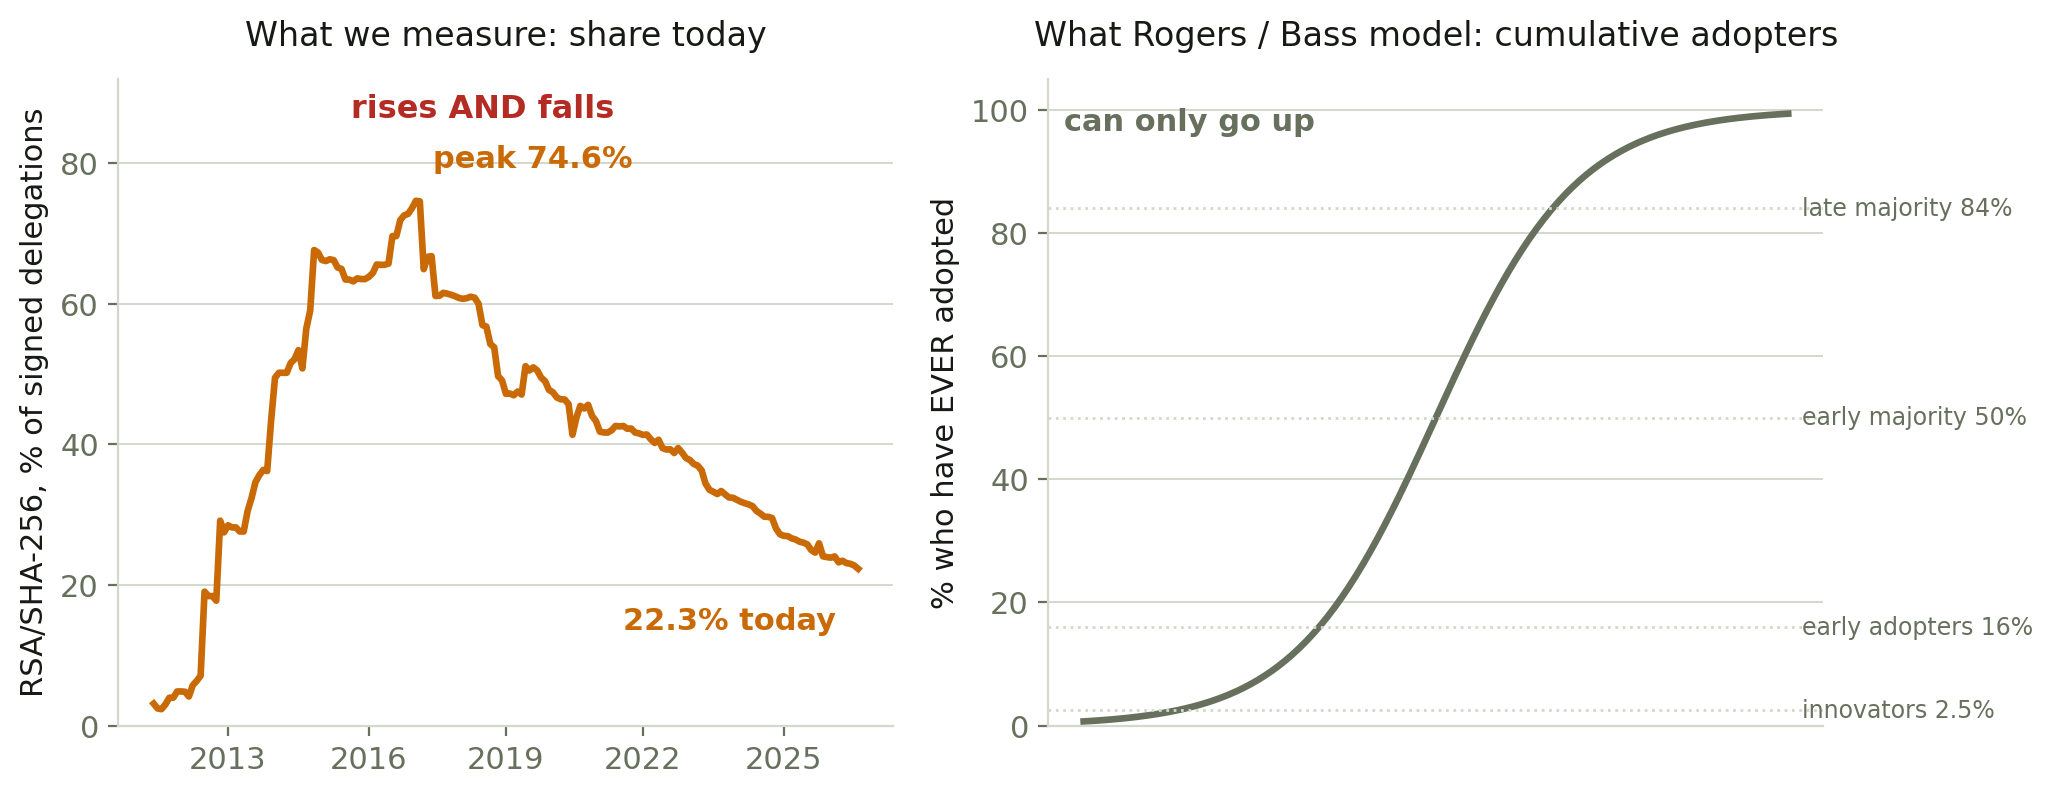 What we measure: share today
rises AND falls
peak 74.6%
22.3% today
RSA/SHA-256, % of signed delegations
80
60
40
20
0
2013
2016
2019
2022
2025
What Rogers / Bass model: cumulative adopters
can only go up
% who have EVER adopted
100
80
60
40
20
0
late majority 84%
early majority 50%
early adopters 16%
innovators 2.5%